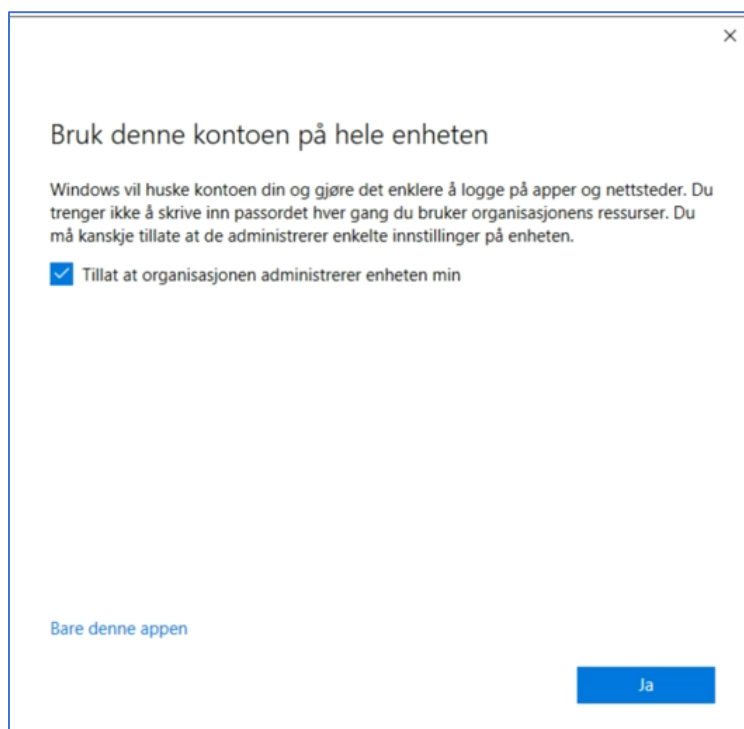 Bruk denne kontoen på hele enheten
Windows vil huske kontoen din og gjøre det enklere å logge på apper og nettsteder. Du
trenger ikke å skrive inn passordet hver gang du bruker organisasjonens ressurser. Du
må kanskje tillate at de administrerer enkelte innstillinger på enheten.
Tillat at organisasjonen administrerer enheten min
Bare denne appen
Ja